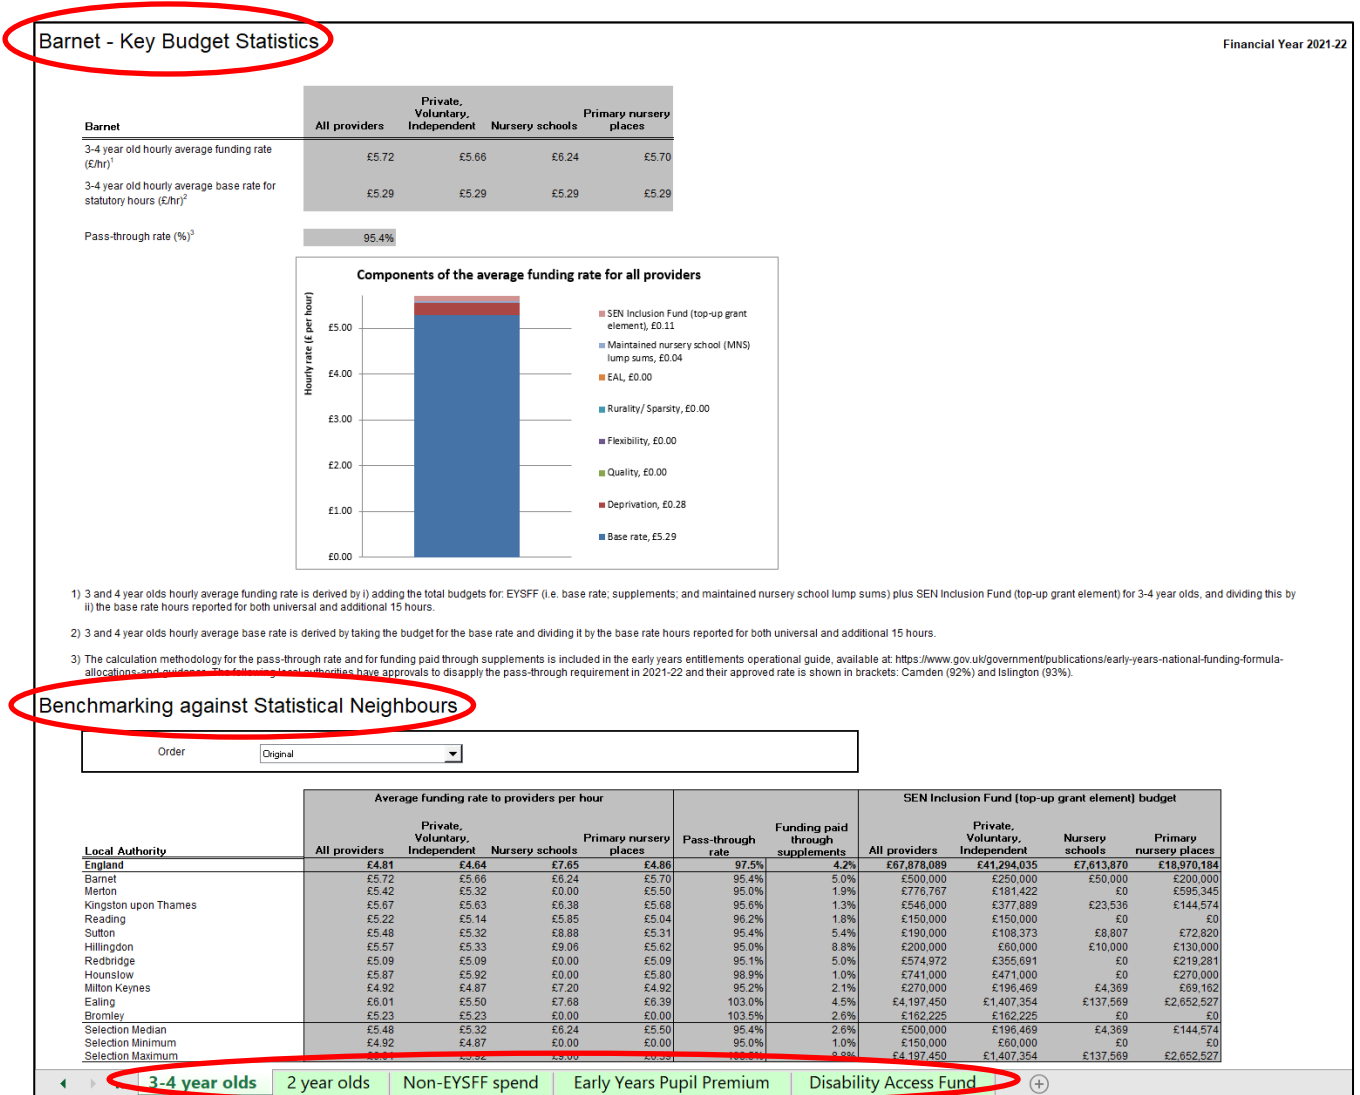 Barnet - Key Budget Statistics
Financial Year 2021-22
Private,
Voluntary, Primary nursery
Barnet All providers Independent Nursery schools places
3-4 year old hourly average funding rate
(£/hr)1 £5.72 £5.66 £6.24 £5.70
3-4 year old hourly average base rate for
statutory hours (£/hr)2 £5.29 £5.29 £5.29 £5.29
Pass-through rate (%)3 95.4%
Components of the average funding rate for all providers
Hourly rate (£ per hour)
£5.00
£4.00
£3.00
£2.00
£1.00
£0.00
SEN Inclusion Fund (top-up grant
element), £0.11
Maintained nursery school (MNS)
lump sums, £0.04
EAL, £0.00
Rurality/ Sparsity, £0.00
Flexibility, £0.00
Quality, £0.00
Deprivation, £0.28
Base rate, £5.29
1) 3 and 4 year olds hourly average funding rate is derived by i) adding the total budgets for: EYSFF (i.e. base rate; supplements; and maintained nursery school lump sums) plus SEN Inclusion Fund (top-up grant element) for 3-4 year olds, and dividing this by
ii) the base rate hours reported for both universal and additional 15 hours.
2) 3 and 4 year olds hourly average base rate is derived by taking the budget for the base rate and dividing it by the base rate hours reported for both universal and additional 15 hours.
3) The calculation methodology for the pass-through rate and for funding paid through supplements is included in the early years entitlements operational guide, available at: https://www.gov.uk/government/publications/early-years-national-funding-formula-
allocations-and-guidance. The following local authorities have approvals to disapply the pass-through requirement in 2021-22 and their approved rate is shown in brackets: Camden (92%) and Islington (93%).
Benchmarking against Statistical Neighbours
Order Original
Average funding rate to providers per hour SEN Inclusion Fund (top-up grant element) budget
Private, Funding paid Private,
Voluntary, Primary nursery Pass-through through Voluntary, Nursery Primary
Local Authority All providers Independent Nursery schools places rate supplements All providers Independent schools nursery places
England £4.81 £4.64 £7.65 £4.86 97.5% 4.2% £67,878,089 £41,294,035 £7,613,870 £18,970,184
Barnet £5.72 £5.66 £6.24 £5.70 95.4% 5.0% £500,000 £250,000 £50,000 £200,000
Merton £5.42 £5.32 £0.00 £5.50 95.0% 1.9% £776,767 £181,422 £0 £595,345
Kingston upon Thames £5.67 £5.63 £6.38 £5.68 95.6% 1.3% £546,000 £377,889 £23,536 £144,574
Reading £5.22 £5.14 £5.85 £5.04 96.2% 1.8% £150,000 £150,000 £0 £0
Sutton £5.48 £5.32 £8.88 £5.31 95.4% 5.4% £190,000 £108,373 £8,807 £72,820
Hillingdon £5.57 £5.33 £9.06 £5.62 95.0% 8.8% £200,000 £60,000 £10,000 £130,000
Redbridge £5.09 £5.09 £0.00 £5.09 95.1% 5.0% £574,972 £355,691 £0 £219,281
Hounslow £5.87 £5.92 £0.00 £5.80 98.9% 1.0% £741,000 £471,000 £0 £270,000
Milton Keynes £4.92 £4.87 £7.20 £4.92 95.2% 2.1% £270,000 £196,469 £4,369 £69,162
Ealing £6.01 £5.50 £7.68 £6.39 103.0% 4.5% £4,197,450 £1,407,354 £137,569 £2,652,527
Bromley £5.23 £5.23 £0.00 £0.00 103.5% 2.6% £162,225 £162,225 £0 £0
Selection Median £5.48 £5.32 £6.24 £5.50 95.4% 2.6% £500,000 £196,469 £4,369 £144,574
Selection Minimum £4.92 £4.87 £0.00 £0.00 95.0% 1.0% £150,000 £60,000 £0 £0
Selection Maximum £4,197,450 £1,407,354 £137,569 £2,652,527
3-4 year olds 2 year olds Non-EYSFF spend Early Years Pupil Premium Disability Access Fund